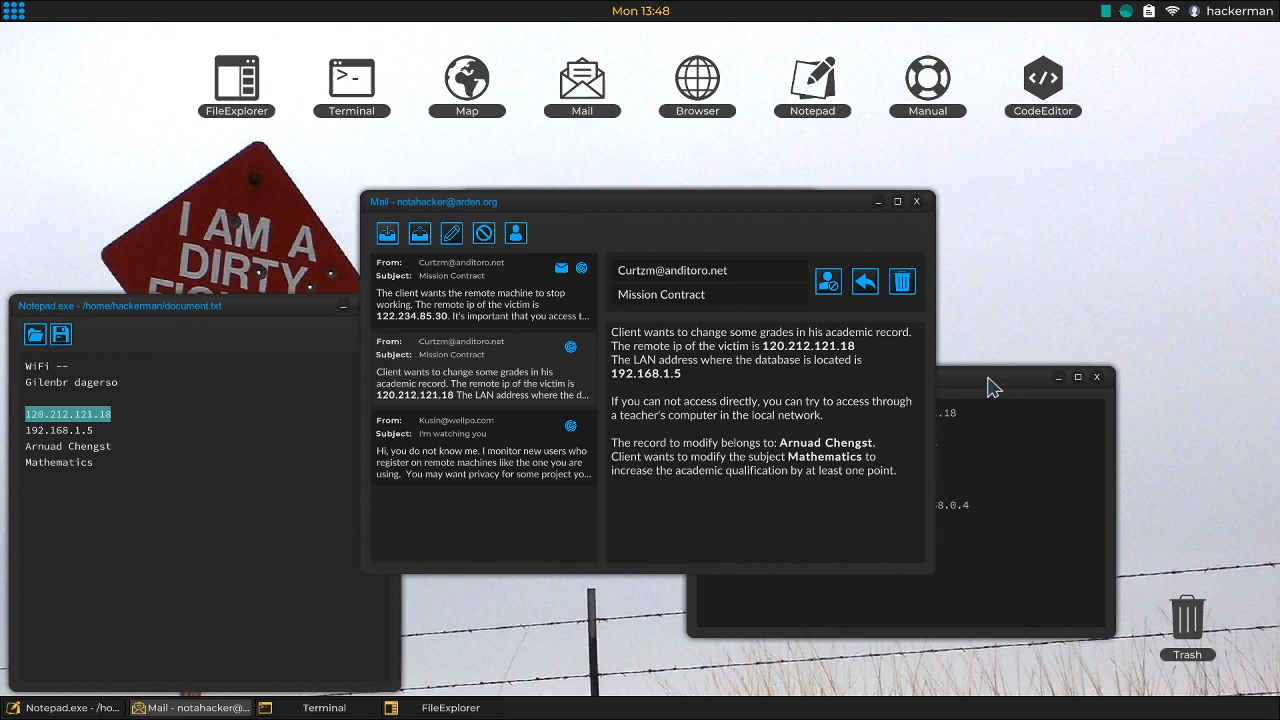 Mon 13:48
hackerman
FileExplorer
Terminal
Map
Mail
Browser
Notepad
Manual
CodeEditor
I AM A
DIRTY
Mail - notahacker@arden.org
X
From: Curtzm@anditoro.net
Subject: Mission Contract
The client wants the remote machine to stop
working. The remote ip of the victim is
122.234.85.30. It's important that you access t...
From: Curtzm@anditoro.net
Subject: Mission Contract
Client wants to change some grades in his
academic record. The remote ip of the victim is
120.212.121.18 The LAN address where the d...
From: Kusin@wellpo.com
Subject: I'm watching you
Hi, you do not know me. I monitor new users who
register on remote machines like the one you are
using. You may want privacy for some project yo...
Curtzm@anditoro.net
Mission Contract
Client wants to change some grades in his academic record.
The remote ip of the victim is 120.212.121.18
The LAN address where the database is located is
192.168.1.5
If you can not access directly, you can try to access through
a teacher's computer in the local network.
The record to modify belongs to: Arnuad Chengst.
Client wants to modify the subject Mathematics to
increase the academic qualification by at least one point.
Notepad.exe - /home/hackerman/document.txt
WiFi --
Gilenbr dagerso
120.212.121.18
192.168.1.5
Arnuad Chengst
Mathematics
X
.18
8.0.4
Trash
Notepad.exe - /ho...
Mail - notahacker@...
Terminal
FileExplorer